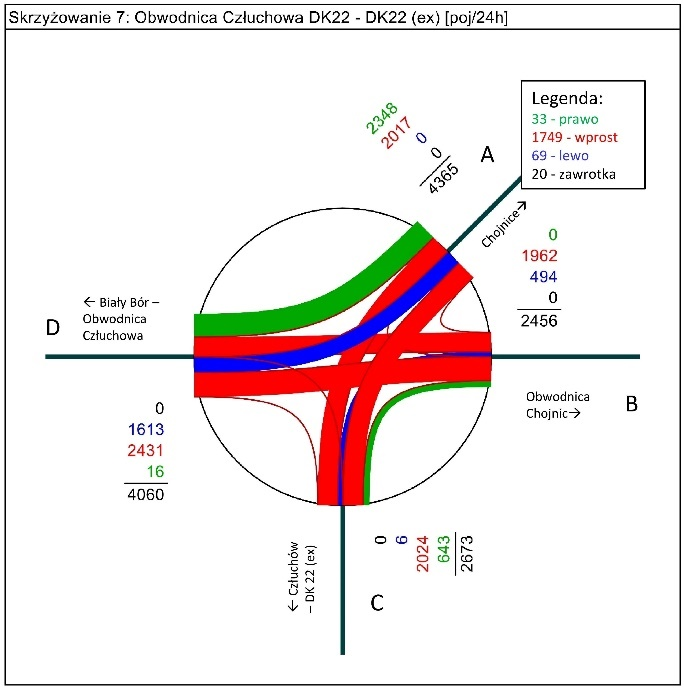 Skrzyżowanie 7: Obwodnica Człuchowa DK22 - DK22 (ex) [poj/24h]
Legenda:
33 - prawo
1749 - wprost
69 - lewo
20 - zawrotka
2348
2017
0
0
4365
A
Chojnice→
0
1962
494
0
2456
← Biały Bór –
Obwodnica
Człuchowa
D
Obwodnica
Chojnic→
B
0
1613
2431
16
4060
0
6
2024
643
2673
← Człuchów
– DK 22 (ex)
C